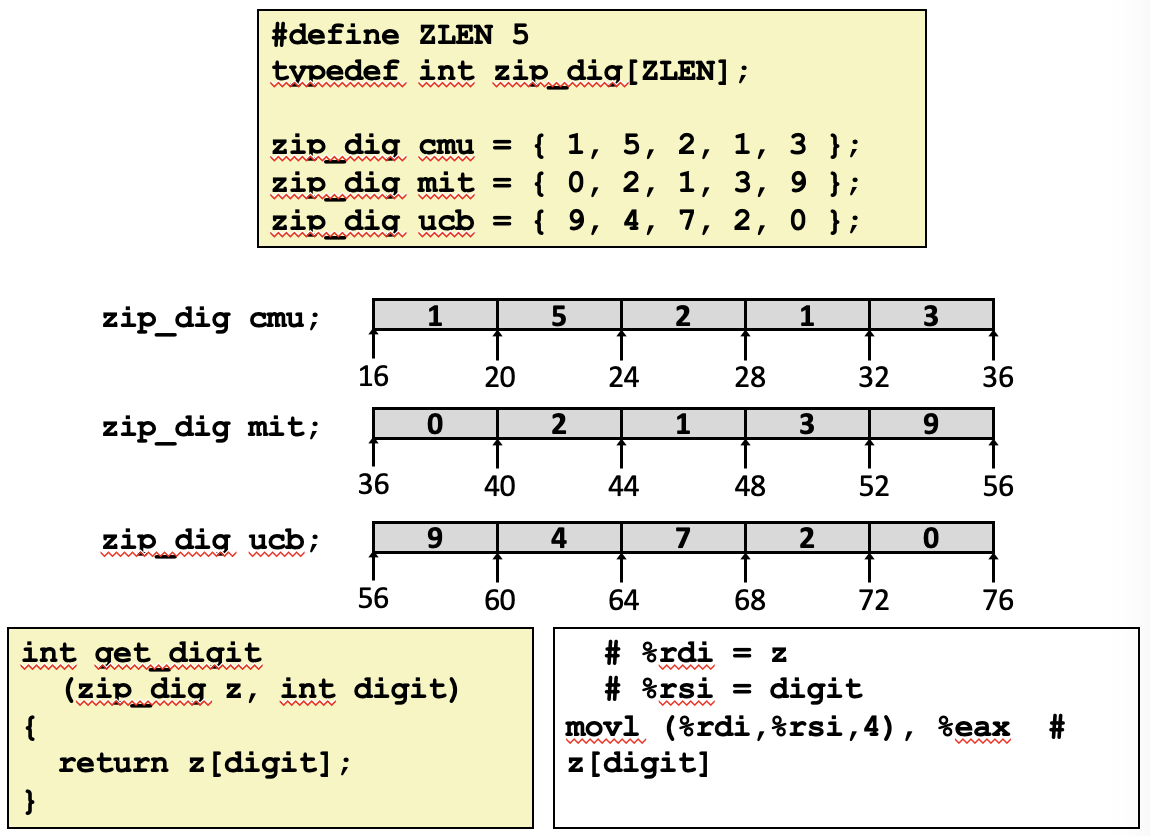 #define ZLEN 5
typedef int zip_dig[ZLEN];
zip_dig cmu = { 1, 5, 2, 1, 3 };
zip_dig mit = { 0, 2, 1, 3, 9 };
zip_dig ucb = { 9, 4, 7, 2, 0 };
zip_dig cmu; 1 5 2 1 3
16 20 24 28 32 36
zip_dig mit; 0 2 1 3 9
36 40 44 48 52 56
zip_dig ucb; 9 4 7 2 0
56 60 64 68 72 76
int get_digit
(zip_dig z, int digit)
{
return z[digit];
}
# %rdi = z
# %rsi = digit
movl (%rdi,%rsi,4), %eax #
z[digit]